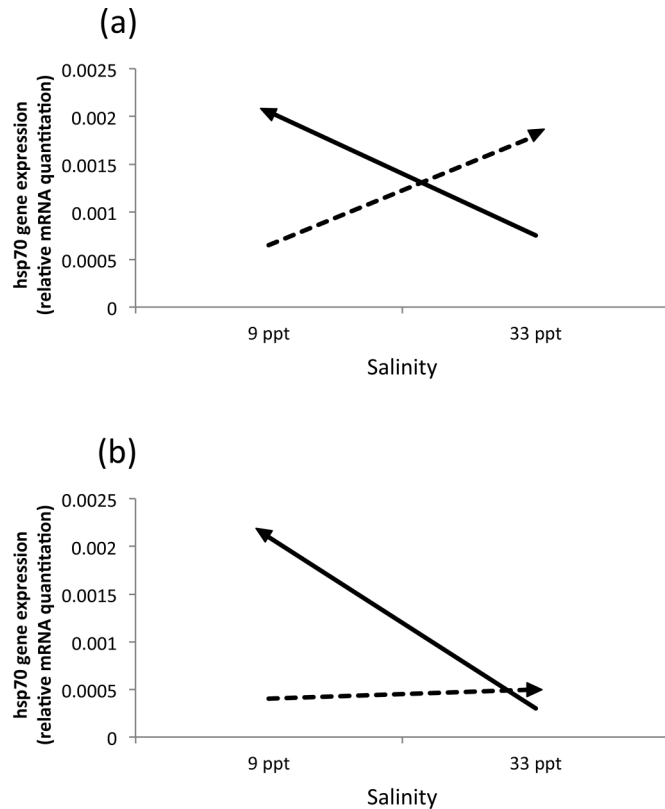 (a)
hsp70 gene expression
(relative mRNA quantitation)
0.0025
0.002
0.0015
0.001
0.0005
0
9 ppt
33 ppt
Salinity
(b)
hsp70 gene expression
(relative mRNA quantitation)
0.0025
0.002
0.0015
0.001
0.0005
0
9 ppt
33 ppt
Salinity